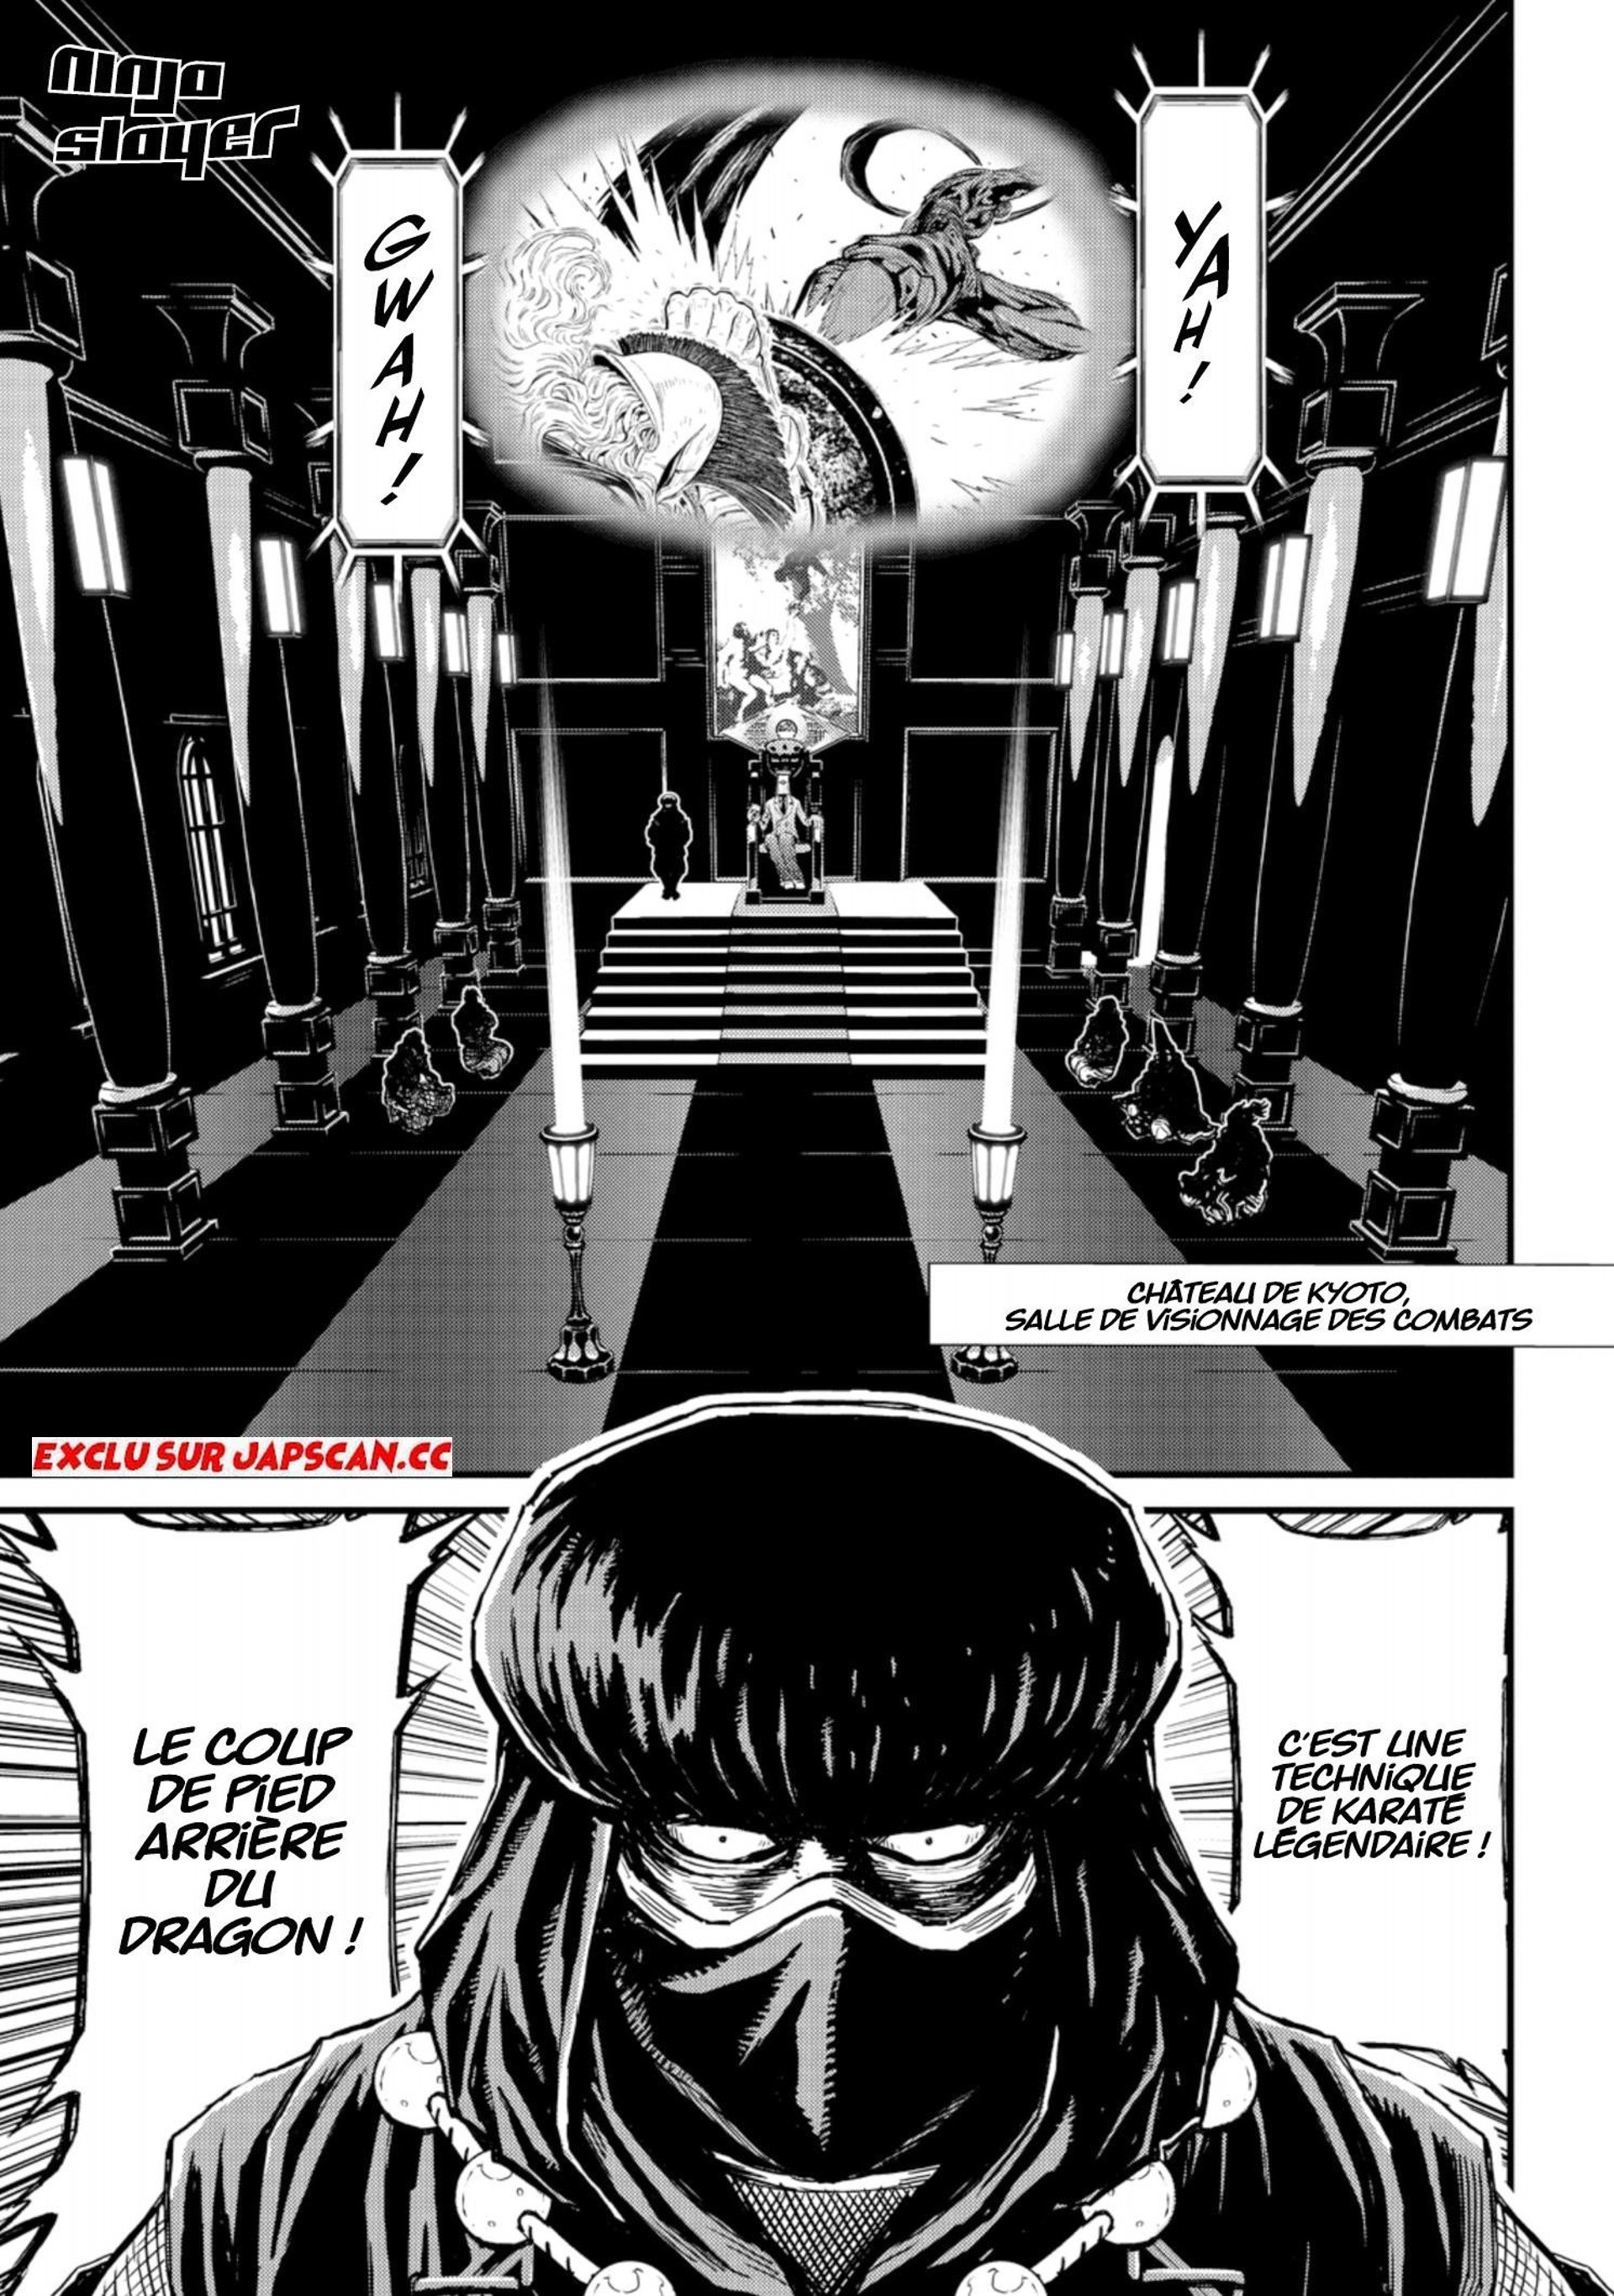 Ninja
slayer
YAH!
GWAH!
CHÂTEAU DE KYOTO,
SALLE DE VISIONNAGE DES COMBATS
EXCLU SUR JAPSCAN.CC
C'EST UNE
TECHNIQUE
DE KARATÉ
LÉGENDAIRE !
LE COUP
DE PIED
ARRIÈRE
DU
DRAGON !